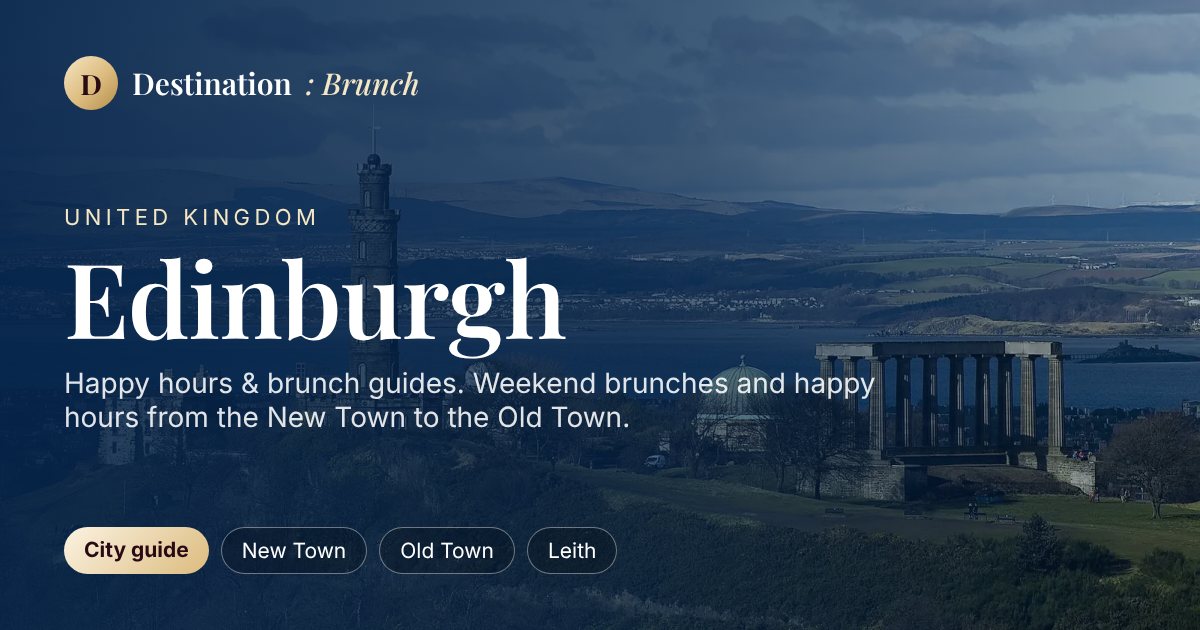 D Destination : Brunch
UNITED KINGDOM
Edinburgh
Happy hours & brunch guides. Weekend brunches and happy
hours from the New Town to the Old Town.
City guide New Town Old Town Leith